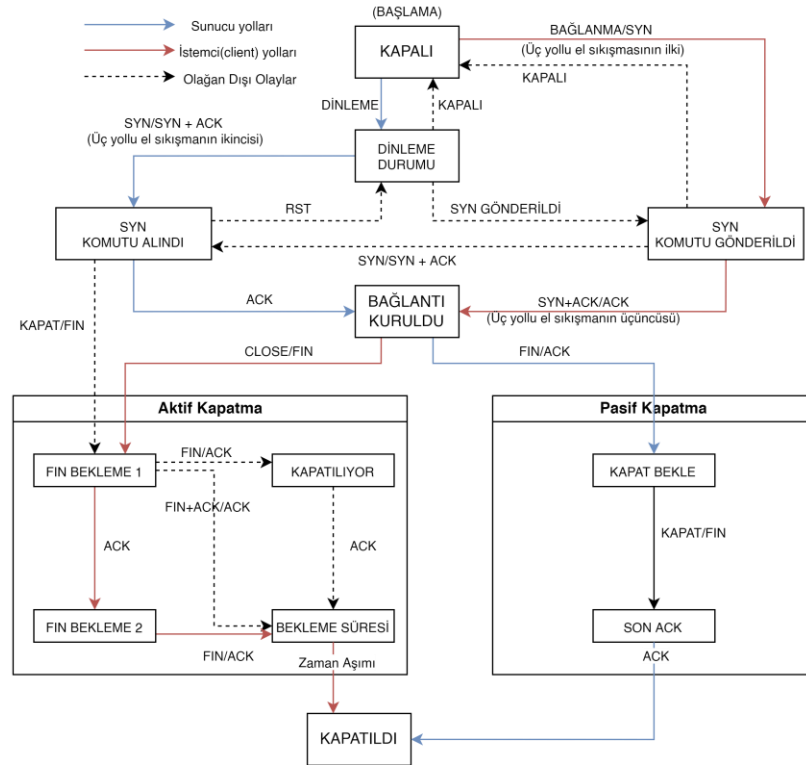 (BAŞLAMA)
Sunucu yolları
İstemci(client) yolları
Olağan Dışı Olaylar
KAPALI
BAĞLANMA/SYN
(Üç yollu el sıkışmasının ilki)
KAPALI
DİNLEME
KAPALI
SYN/SYN + ACK
(Üç yollu el sıkışmanın ikincisi)
DİNLEME
DURUMU
RST
SYN GÖNDERİLDİ
SYN
KOMUTU ALINDI
SYN
KOMUTU GÖNDERİLDİ
SYN/SYN + ACK
ACK
BAĞLANTI
KURULDU
SYN+ACK/ACK
(Üç yollu el sıkışmanın üçüncüsü)
KAPAT/FIN
CLOSE/FIN
FIN/ACK
Aktif Kapatma
Pasif Kapatma
FIN BEKLEME 1
FIN/ACK
KAPATILIYOR
KAPAT BEKLE
FIN+ACK/ACK
ACK
ACK
KAPAT/FIN
FIN BEKLEME 2
BEKLEME SÜRESİ
SON ACK
FIN/ACK
Zaman Aşımı
ACK
KAPATILDI